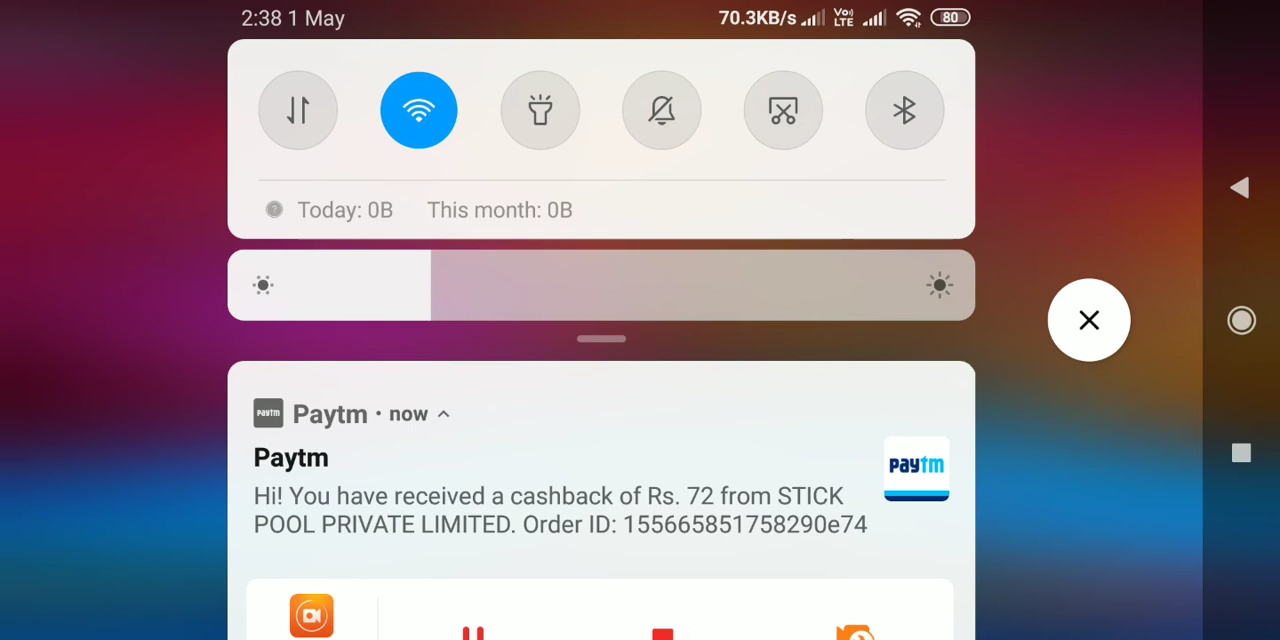 2:38 1 May
70.3KB/s Vo)) LTE 80
Today: 0B This month: 0B
paytm Paytm · now
Paytm
paytm
Hi! You have received a cashback of Rs. 72 from STICK
POOL PRIVATE LIMITED. Order ID: 155665851758290e74